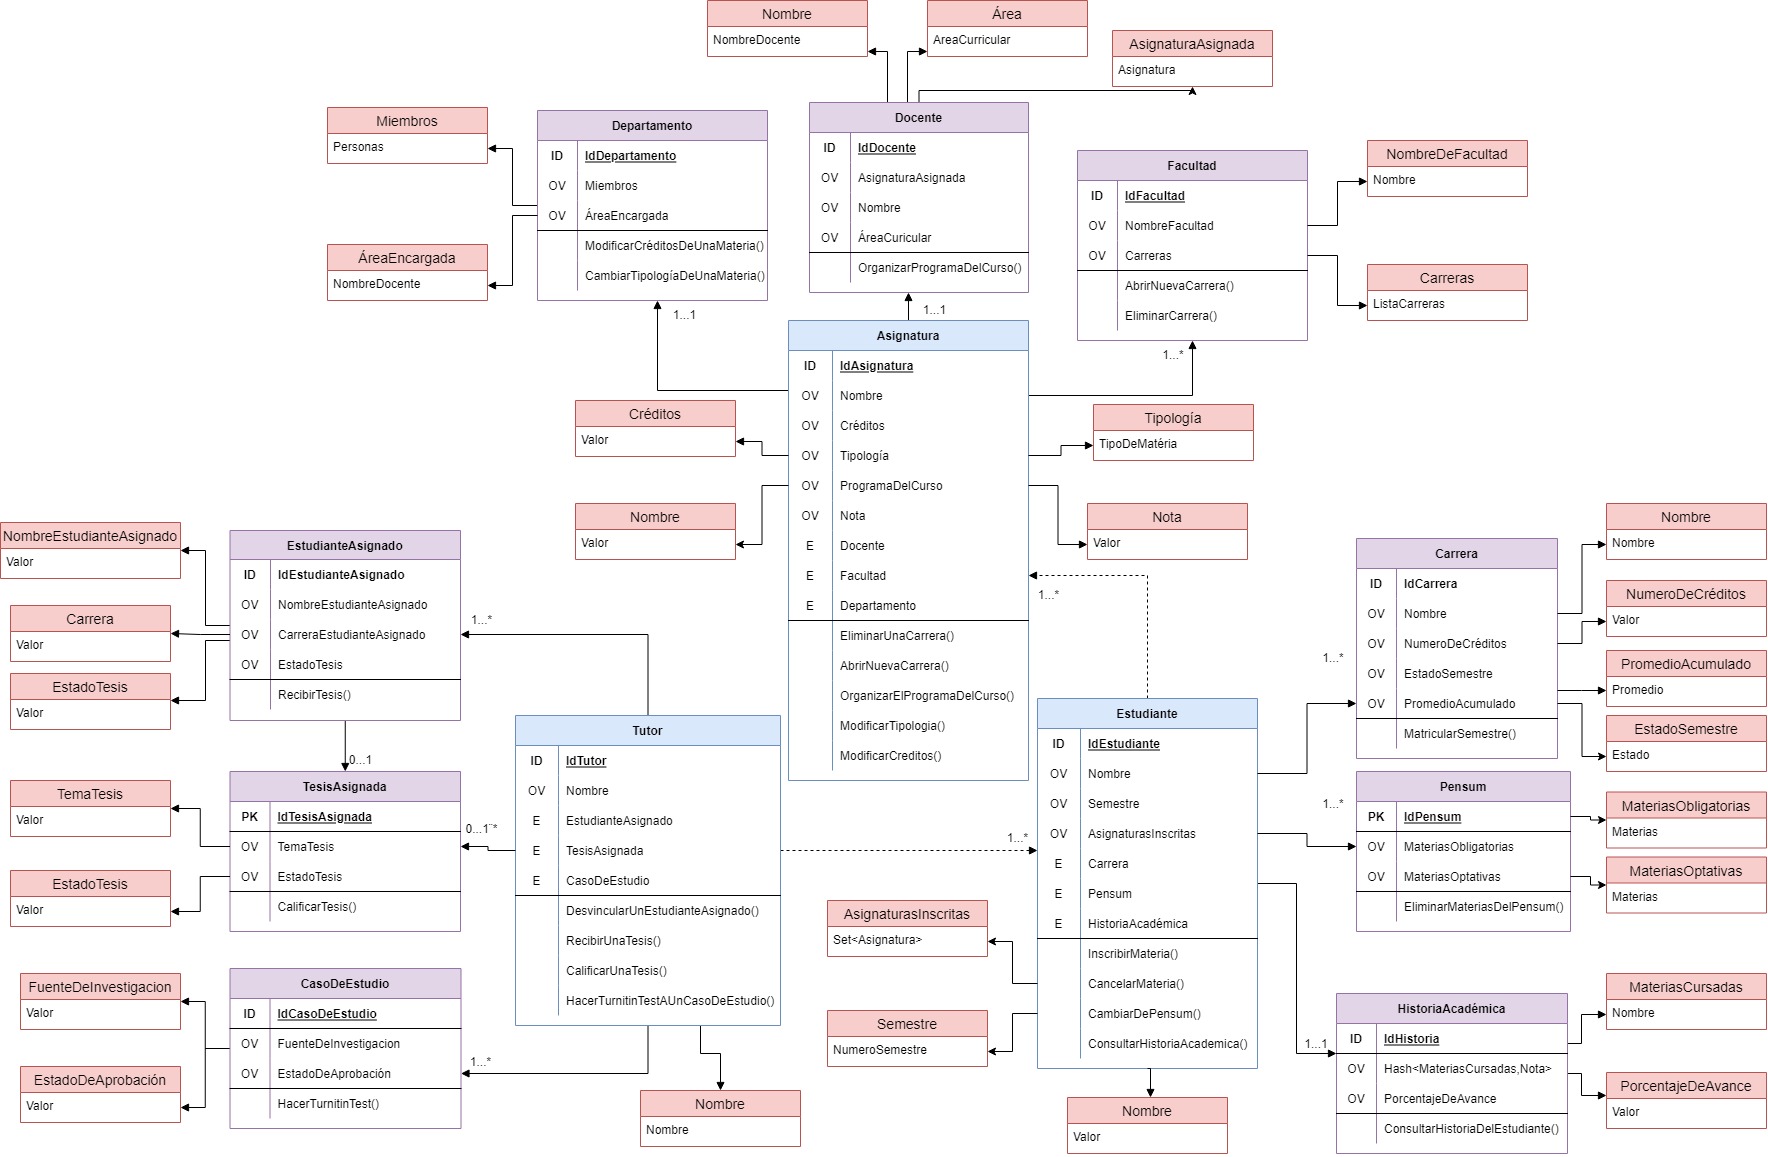 Nombre
NombreDocente
Área
AreaCurricular
AsignaturaAsignada
Asignatura
Miembros
Personas
ÁreaEncargada
NombreDocente
Departamento
ID IdDepartamento
OV Miembros
OV ÁreaEncargada
ModificarCréditosDeUnaMateria()
CambiarTipologíaDeUnaMateria()
1...1
Docente
ID IdDocente
OV AsignaturaAsignada
OV Nombre
OV ÁreaCuricular
OrganizarProgramaDelCurso()
1...1
Facultad
ID IdFacultad
OV NombreFacultad
OV Carreras
AbrirNuevaCarrera()
EliminarCarrera()
1...*
NombreDeFacultad
Nombre
Carreras
ListaCarreras
Asignatura
ID IdAsignatura
OV Nombre
OV Créditos
OV Tipología
OV ProgramaDelCurso
OV Nota
E Docente
E Facultad
E Departamento
EliminarUnaCarrera()
AbrirNuevaCarrera()
OrganizarElProgramaDelCurso()
ModificarTipologia()
ModificarCreditos()
Créditos
Valor
Nombre
Valor
Tipología
TipoDeMatéria
Nota
Valor
1...*
NombreEstudianteAsignado
Valor
Carrera
Valor
EstadoTesis
Valor
EstudianteAsignado
ID IdEstudianteAsignado
OV NombreEstudianteAsignado
OV CarreraEstudianteAsignado
OV EstadoTesis
RecibirTesis()
1...*
0...1
TemaTesis
Valor
EstadoTesis
Valor
TesisAsignada
PK IdTesisAsignada
OV TemaTesis
OV EstadoTesis
CalificarTesis()
0...1¨*
FuenteDeInvestigacion
Valor
EstadoDeAprobación
Valor
CasoDeEstudio
ID IdCasoDeEstudio
OV FuenteDeInvestigacion
OV EstadoDeAprobación
HacerTurnitinTest()
1...*
Tutor
ID IdTutor
OV Nombre
E EstudianteAsignado
E TesisAsignada
E CasoDeEstudio
DesvincularUnEstudianteAsignado()
RecibirUnaTesis()
CalificarUnaTesis()
HacerTurnitinTestAUnCasoDeEstudio()
Nombre
Nombre
1...*
Estudiante
ID IdEstudiante
OV Nombre
OV Semestre
OV AsignaturasInscritas
E Carrera
E Pensum
E HistoriaAcadémica
InscribirMateria()
CancelarMateria()
CambiarDePensum()
ConsultarHistoriaAcademica()
AsignaturasInscritas
Set<Asignatura>
Semestre
NumeroSemestre
Nombre
Valor
1...*
Carrera
ID IdCarrera
OV Nombre
OV NumeroDeCréditos
OV EstadoSemestre
OV PromedioAcumulado
MatricularSemestre()
Nombre
Nombre
NumeroDeCréditos
Valor
PromedioAcumulado
Promedio
EstadoSemestre
Estado
1...*
Pensum
PK IdPensum
OV MateriasObligatorias
OV MateriasOptativas
EliminarMateriasDelPensum()
MateriasObligatorias
Materias
MateriasOptativas
Materias
1...1
HistoriaAcadémica
ID IdHistoria
OV Hash<MateriasCursadas,Nota>
OV PorcentajeDeAvance
ConsultarHistoriaDelEstudiante()
MateriasCursadas
Nombre
PorcentajeDeAvance
Valor